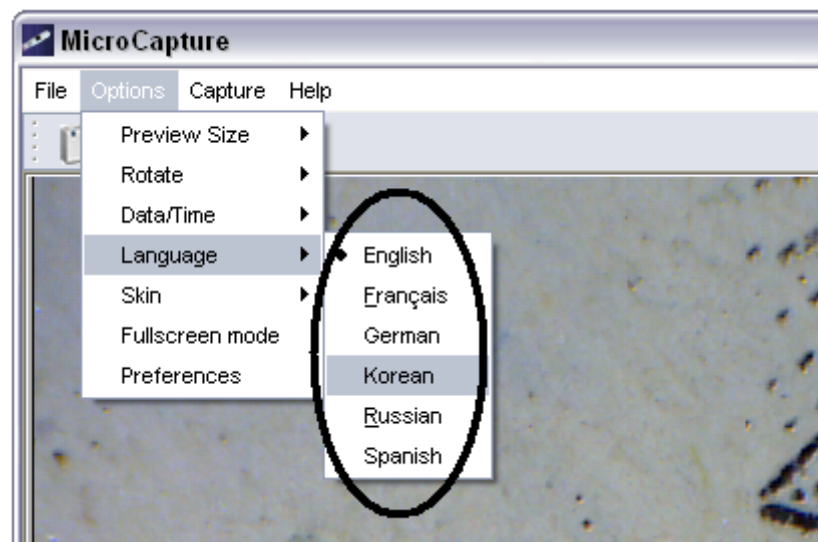 MicroCapture
File Options Capture Help
Preview Size
Rotate
Data/Time
Language
Skin
Fullscreen mode
Preferences
English
Français
German
Korean
Russian
Spanish